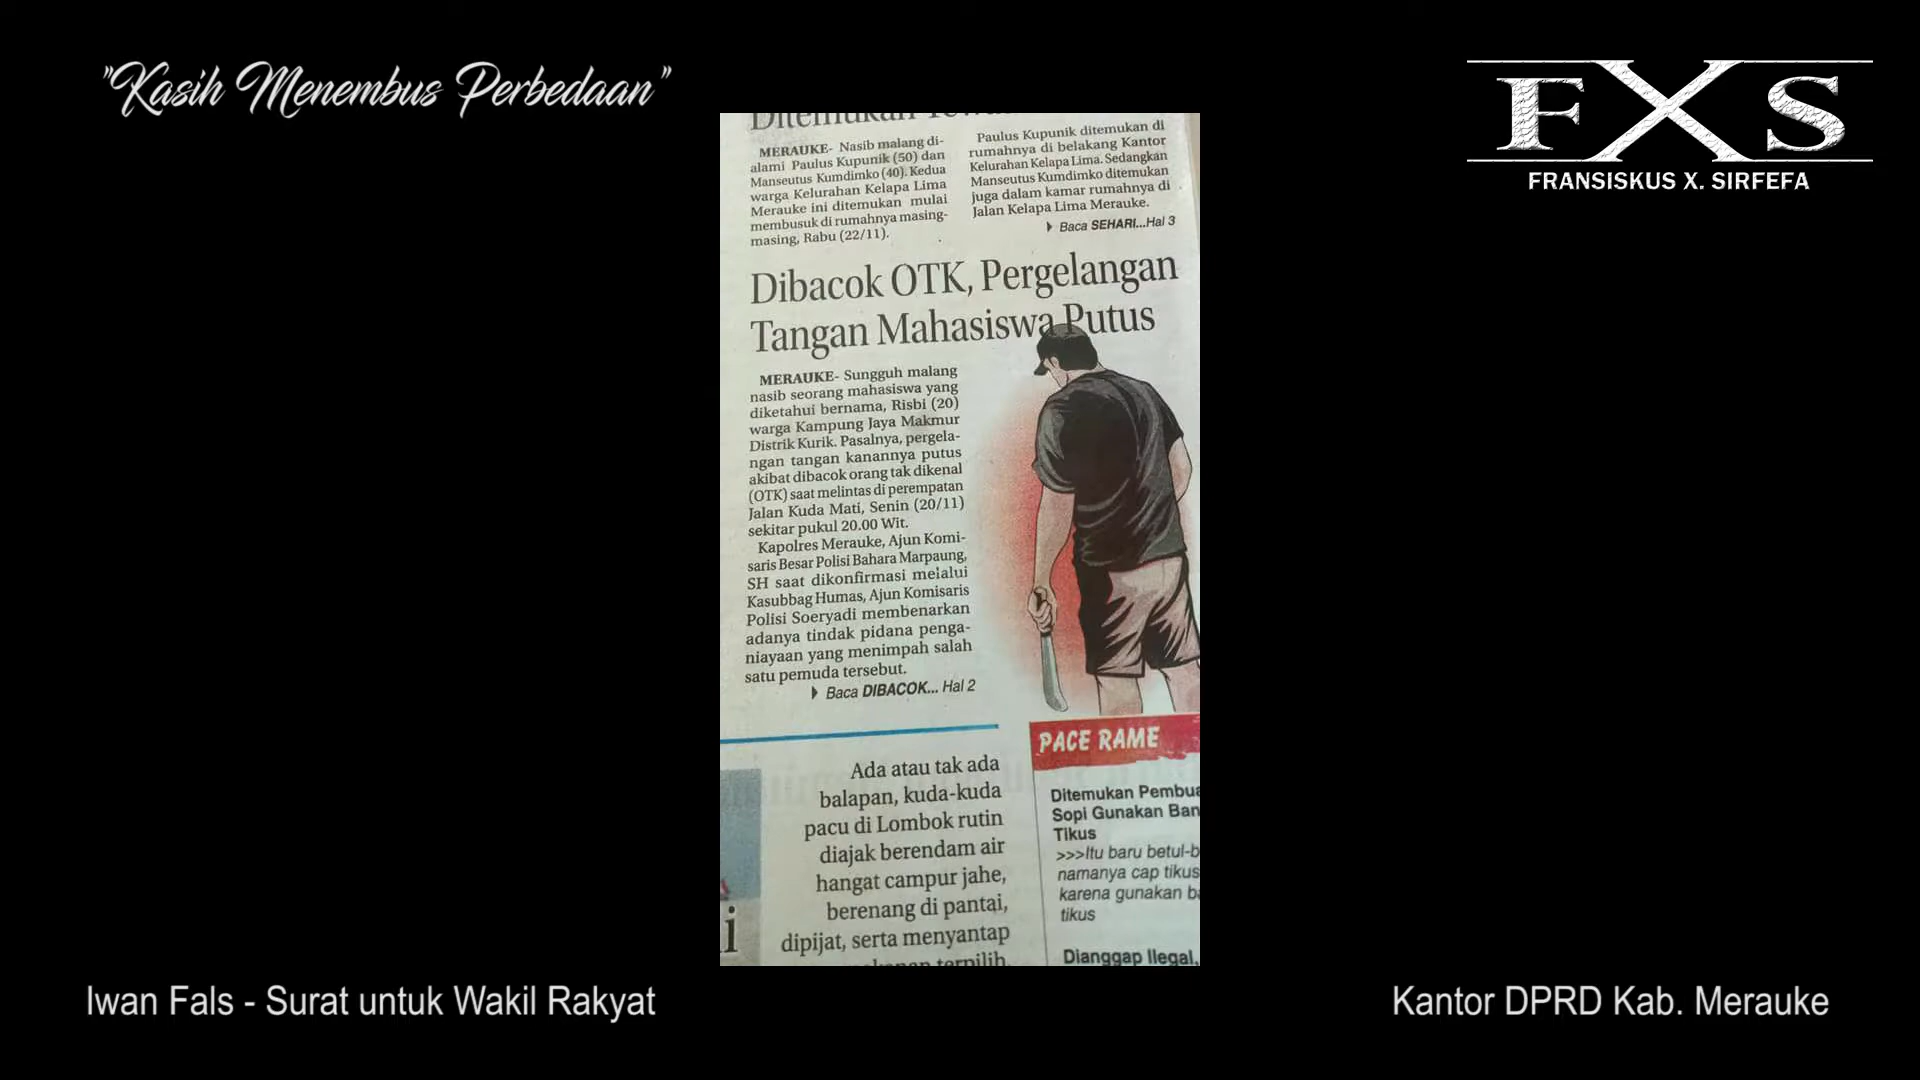 "Kasih Menembus Perbedaan"
FXS
FRANSISKUS X. SIRFEFA
Ditemukan
MERAUKE- Nasib malang di-
alami Paulus Kupunik (50) dan
Manseutus Kumdimko (40). Kedua
warga Kelurahan Kelapa Lima
Merauke ini ditemukan mulai
membusuk di rumahnya masing-
masing, Rabu (22/11).
Paulus Kupunik ditemukan di
rumahnya di belakang Kantor
Kelurahan Kelapa Lima. Sedangkan
Manseutus Kumdimko ditemukan
juga dalam kamar rumahnya di
Jalan Kelapa Lima Merauke.
Baca SEHARI...Hal 3
Dibacok OTK, Pergelangan
Tangan Mahasiswa Putus
MERAUKE- Sungguh malang
nasib seorang mahasiswa yang
diketahui bernama, Risbi (20)
warga Kampung Jaya Makmur
Distrik Kurik. Pasalnya, pergela-
ngan tangan kanannya putus
akibat dibacok orang tak dikenal
(OTK) saat melintas di perempatan
Jalan Kuda Mati, Senin (20/11)
sekitar pukul 20.00 Wit.
Kapolres Merauke, Ajun Komi-
saris Besar Polisi Bahara Marpaung,
SH saat dikonfirmasi melalui
Kasubbag Humas, Ajun Komisaris
Polisi Soeryadi membenarkan
adanya tindak pidana penga-
niayaan yang menimpah salah
satu pemuda tersebut.
Baca DIBACOK... Hal 2
Ada atau tak ada
balapan, kuda-kuda
pacu di Lombok rutin
diajak berendam air
hangat campur jahe,
berenang di pantai,
dipijat, serta menyantap
terpilih
PACE RAME
Ditemukan Pembua
Sopi Gunakan Ban
Tikus
>>>Itu baru betul-b
namanya cap tikus
karena gunakan ba
tikus
Dianggap Ilegal,
Iwan Fals - Surat untuk Wakil Rakyat
Kantor DPRD Kab. Merauke